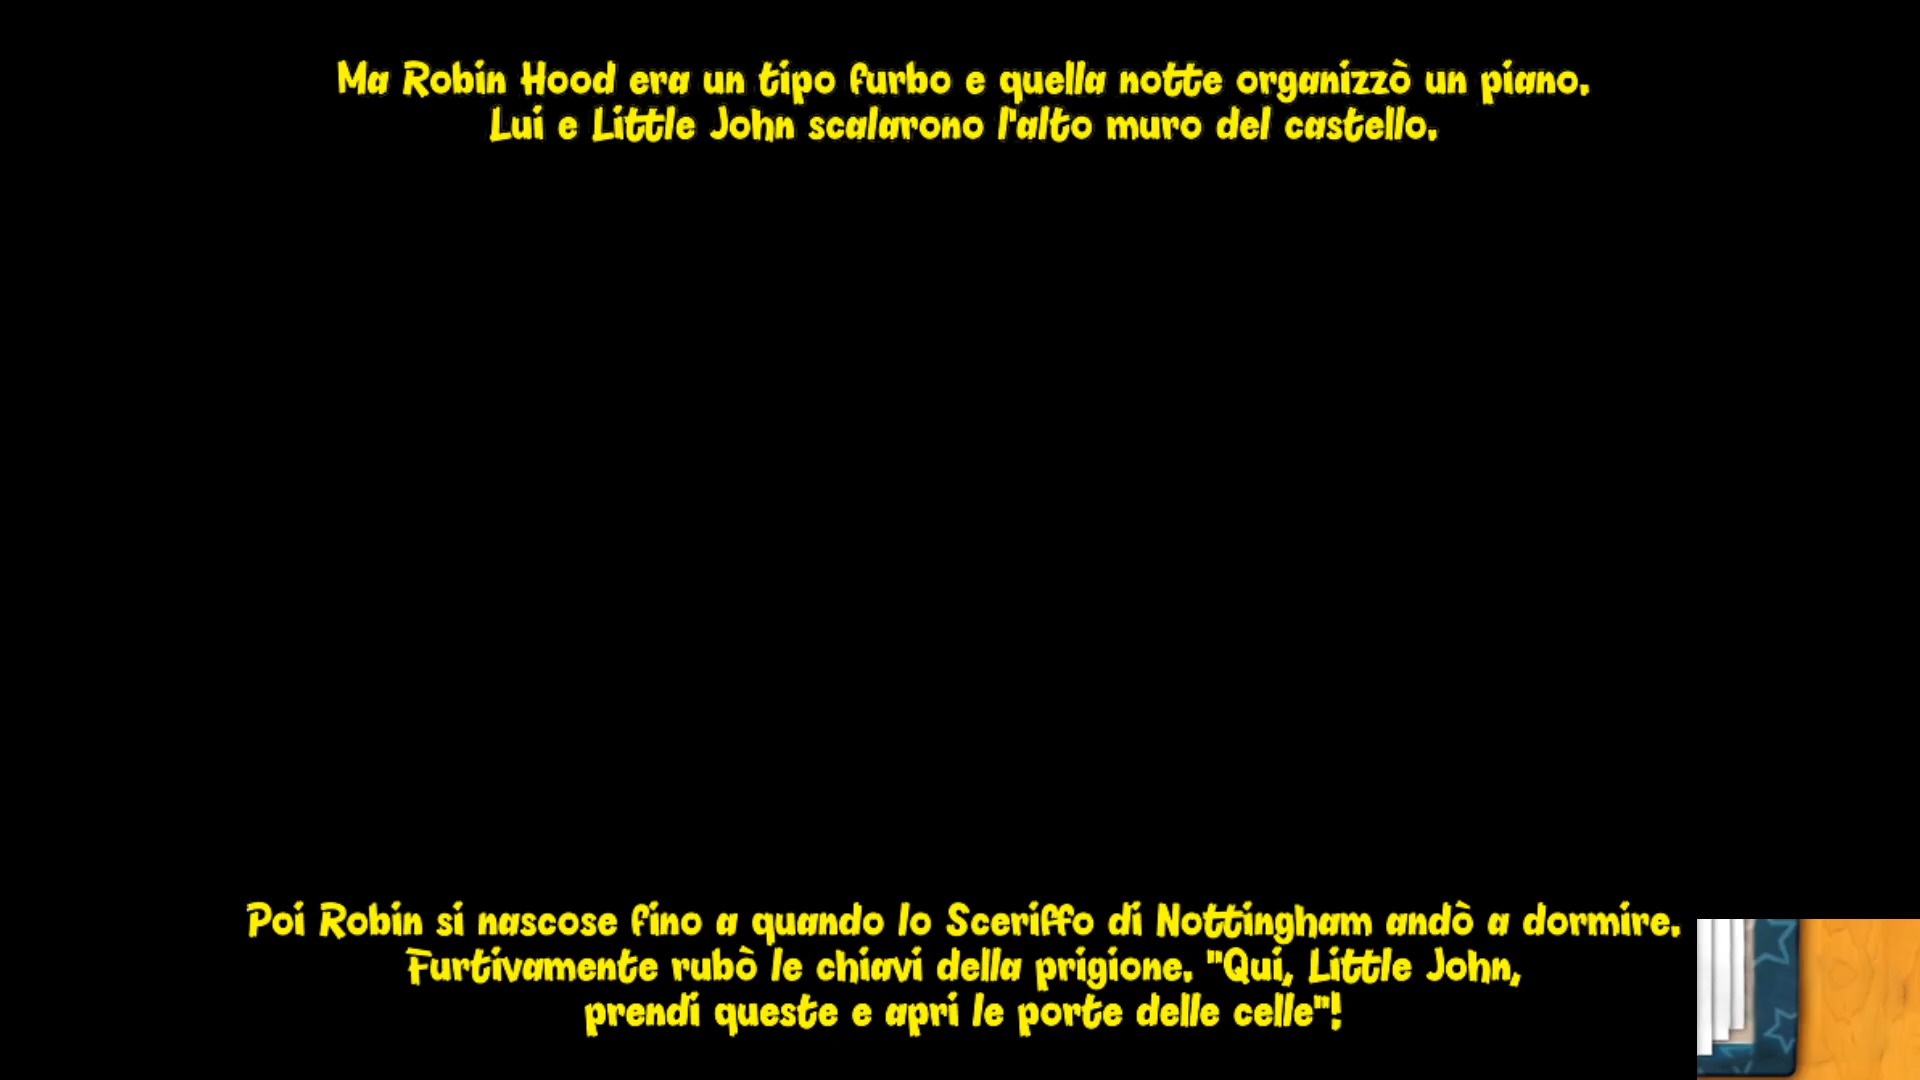 Ma Robin Hood era un tipo furbo e quella notte organizzò un piano.
Lui e Little John scalarono l'alto muro del castello.
Poi Robin si nascose fino a quando lo Sceriffo di Nottingham andò a dormire.
Furtivamente rubò le chiavi della prigione. "Qui, Little John,
prendi queste e apri le porte delle celle"!